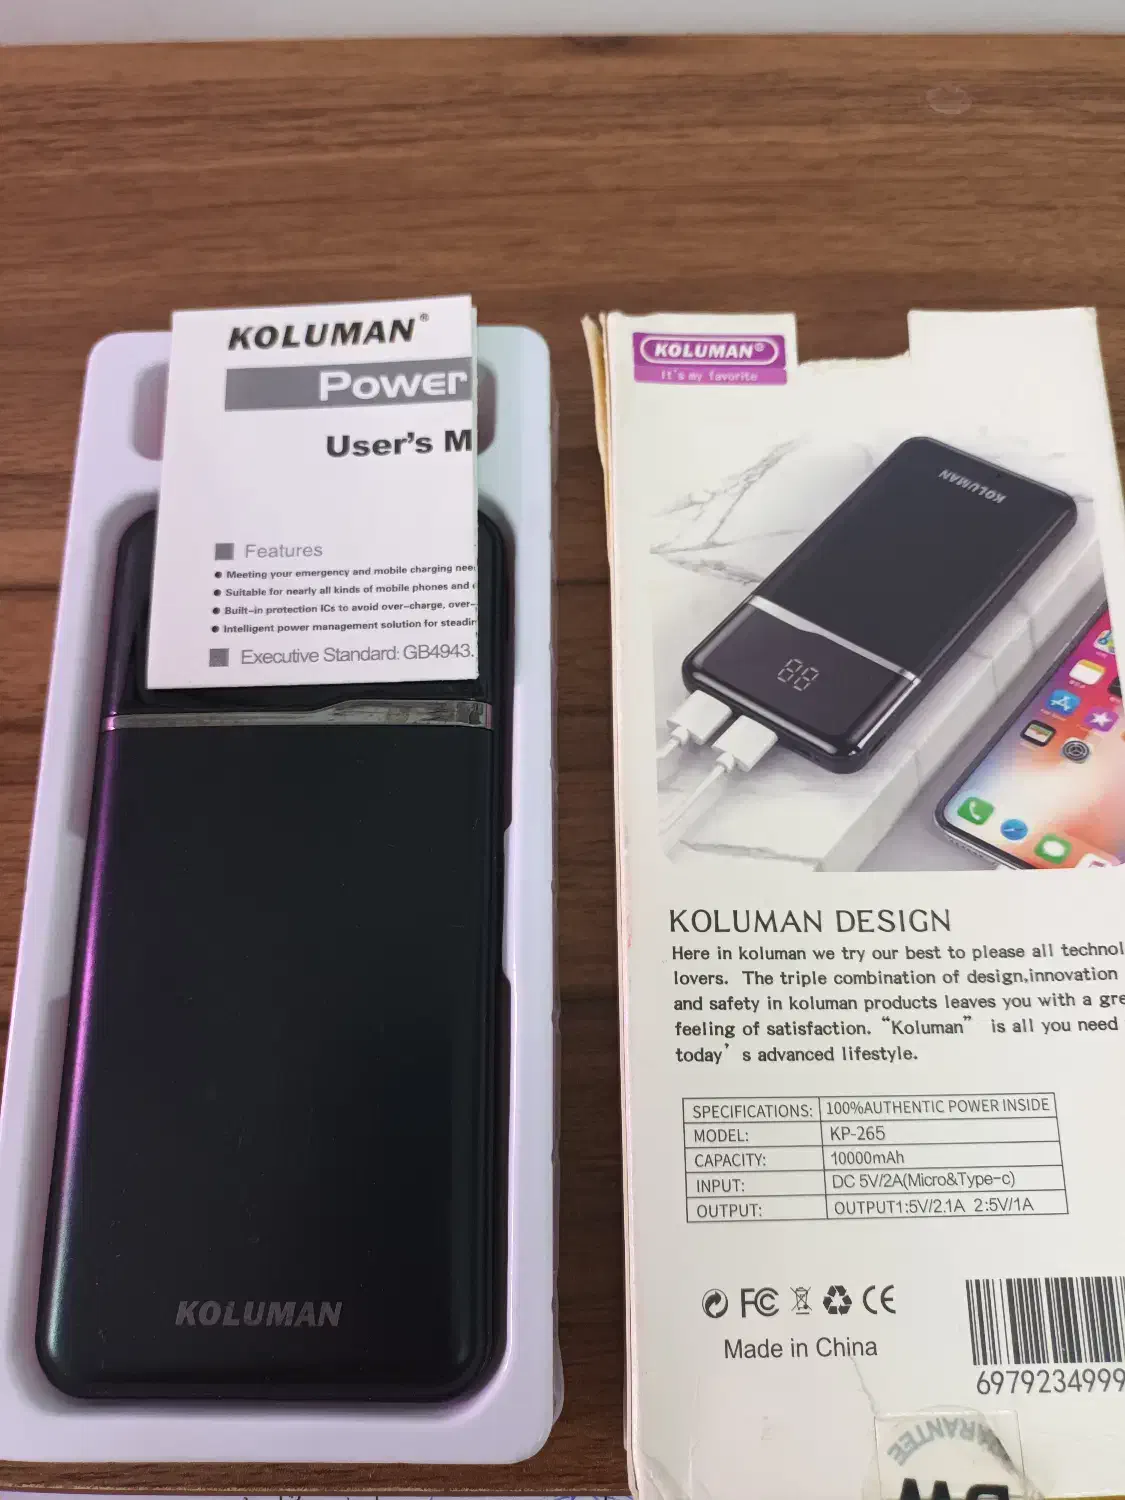 KOLUMAN®
Power
User's M
Features
Meeting your emergency and mobile charging nee
Suitable for nearly all kinds of mobile phones and
Built-in protection ICs to avoid over-charge, over-
Intelligent power management solution for steadin
Executive Standard: GB4943.
KOLUMAN
KOLUMAN®
It's my favorite
KOLUMAN
88
KOLUMAN DESIGN
Here in koluman we try our best to please all technol
lovers. The triple combination of design,innovation
and safety in koluman products leaves you with a gre
feeling of satisfaction. “Koluman” is all you need
today's advanced lifestyle.
SPECIFICATIONS: 100%AUTHENTIC POWER INSIDE
MODEL: KP-265
CAPACITY: 10000mAh
INPUT: DC 5V/2A(Micro&Type-c)
OUTPUT: OUTPUT1:5V/2.1A 2:5V/1A
FC CE
Made in China
6979234999